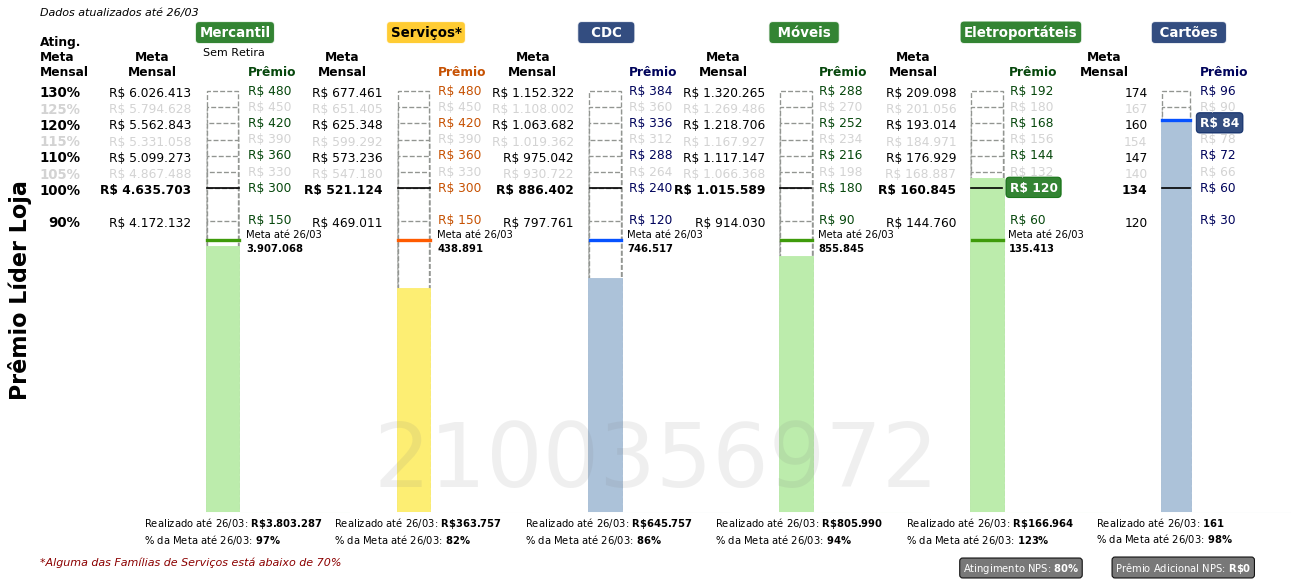 Dados atualizados até 26/03
Mercantil Serviços* CDC Móveis Eletroportáteis Cartões
Sem Retira
Ating. Meta Mensal Meta Mensal Prêmio Meta Mensal Prêmio Meta Mensal Prêmio Meta Mensal Prêmio Meta Mensal Prêmio Meta Mensal Prêmio
130% R$ 6.026.413 R$ 480 R$ 677.461 R$ 480 R$ 1.152.322 R$ 384 R$ 1.320.265 R$ 288 R$ 209.098 R$ 192 174 R$ 96
125% R$ 5.794.628 R$ 450 R$ 651.405 R$ 450 R$ 1.108.002 R$ 360 R$ 1.269.486 R$ 270 R$ 201.056 R$ 180 167 R$ 90
120% R$ 5.562.843 R$ 420 R$ 625.348 R$ 420 R$ 1.063.682 R$ 336 R$ 1.218.706 R$ 252 R$ 193.014 R$ 168 160 R$ 84
115% R$ 5.331.058 R$ 390 R$ 599.292 R$ 390 R$ 1.019.362 R$ 312 R$ 1.167.927 R$ 234 R$ 184.971 R$ 156 154 R$ 78
110% R$ 5.099.273 R$ 360 R$ 573.236 R$ 360 R$ 975.042 R$ 288 R$ 1.117.147 R$ 216 R$ 176.929 R$ 144 147 R$ 72
105% R$ 4.867.488 R$ 330 R$ 547.180 R$ 330 R$ 930.722 R$ 264 R$ 1.066.368 R$ 198 R$ 168.887 R$ 132 140 R$ 66
100% R$ 4.635.703 R$ 300 R$ 521.124 R$ 300 R$ 886.402 R$ 240 R$ 1.015.589 R$ 180 R$ 160.845 R$ 120 134 R$ 60
90% R$ 4.172.132 R$ 150 R$ 469.011 R$ 150 R$ 797.761 R$ 120 R$ 914.030 R$ 90 R$ 144.760 R$ 60 120 R$ 30
Meta até 26/03 Meta até 26/03 Meta até 26/03 Meta até 26/03 Meta até 26/03
3.907.068 438.891 746.517 855.845 135.413
Prêmio Líder Loja
2100356972
Realizado até 26/03: R$3.803.287 Realizado até 26/03: R$363.757 Realizado até 26/03: R$645.757 Realizado até 26/03: R$805.990 Realizado até 26/03: R$166.964 Realizado até 26/03: 161
% da Meta até 26/03: 97% % da Meta até 26/03: 82% % da Meta até 26/03: 86% % da Meta até 26/03: 94% % da Meta até 26/03: 123% % da Meta até 26/03: 98%
*Alguma das Famílias de Serviços está abaixo de 70%
Atingimento NPS: 80% Prêmio Adicional NPS: R$0